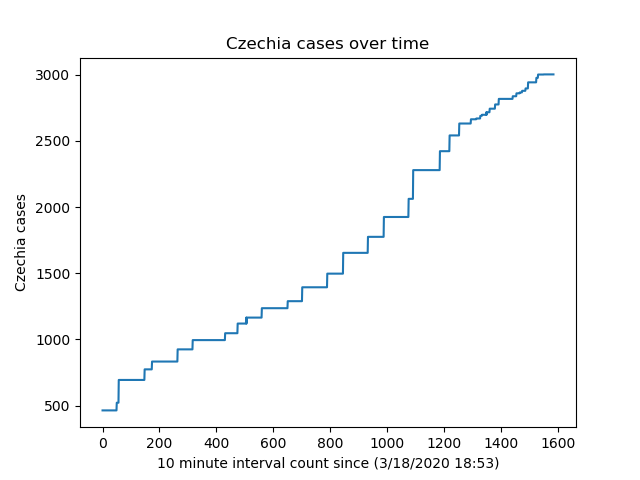 Czechia cases over time
3000
2500
2000
1500
1000
500
Czechia cases
0 200 400 600 800 1000 1200 1400 1600
10 minute interval count since (3/18/2020 18:53)